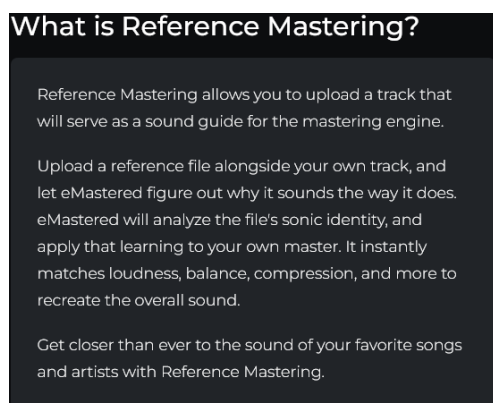 What is Reference Mastering?
Reference Mastering allows you to upload a track that
will serve as a sound guide for the mastering engine.
Upload a reference file alongside your own track, and
let eMastered figure out why it sounds the way it does.
eMastered will analyze the file's sonic identity, and
apply that learning to your own master. It instantly
matches loudness, balance, compression, and more to
recreate the overall sound.
Get closer than ever to the sound of your favorite songs
and artists with Reference Mastering.